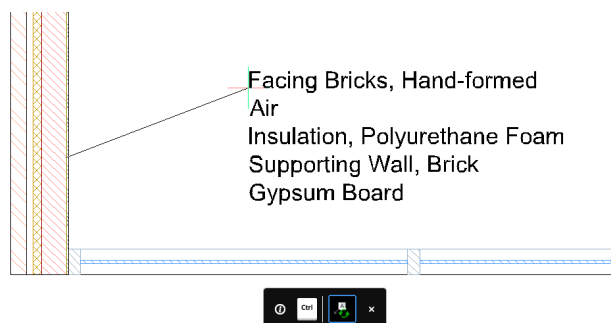 Facing Bricks, Hand-formed
Air
Insulation, Polyurethane Foam
Supporting Wall, Brick
Gypsum Board
Ctrl
A